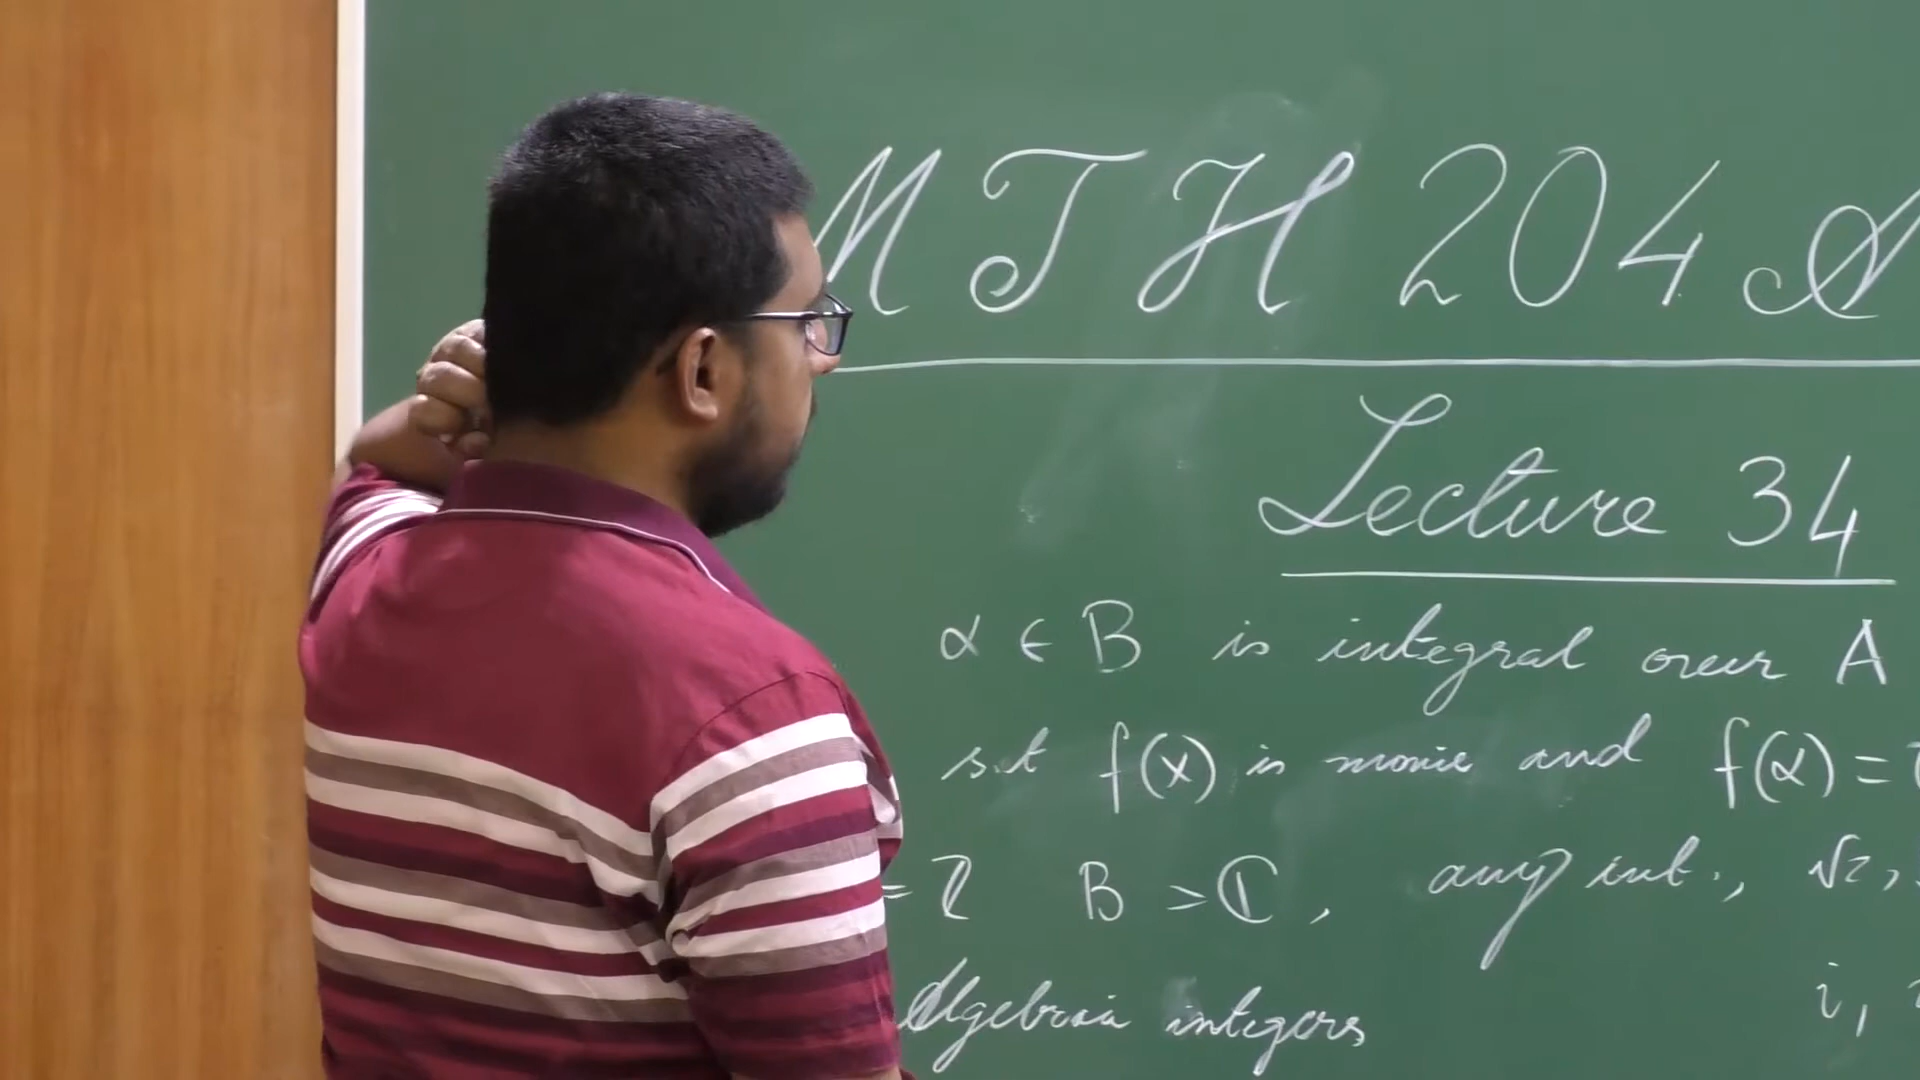 MTH 204 A
Lecture 34
α ∈ B is integral over A
s.t f(x) is monic and f(α) =
= ℤ B = ℂ, any int., √2,
i,
Algebraic integers